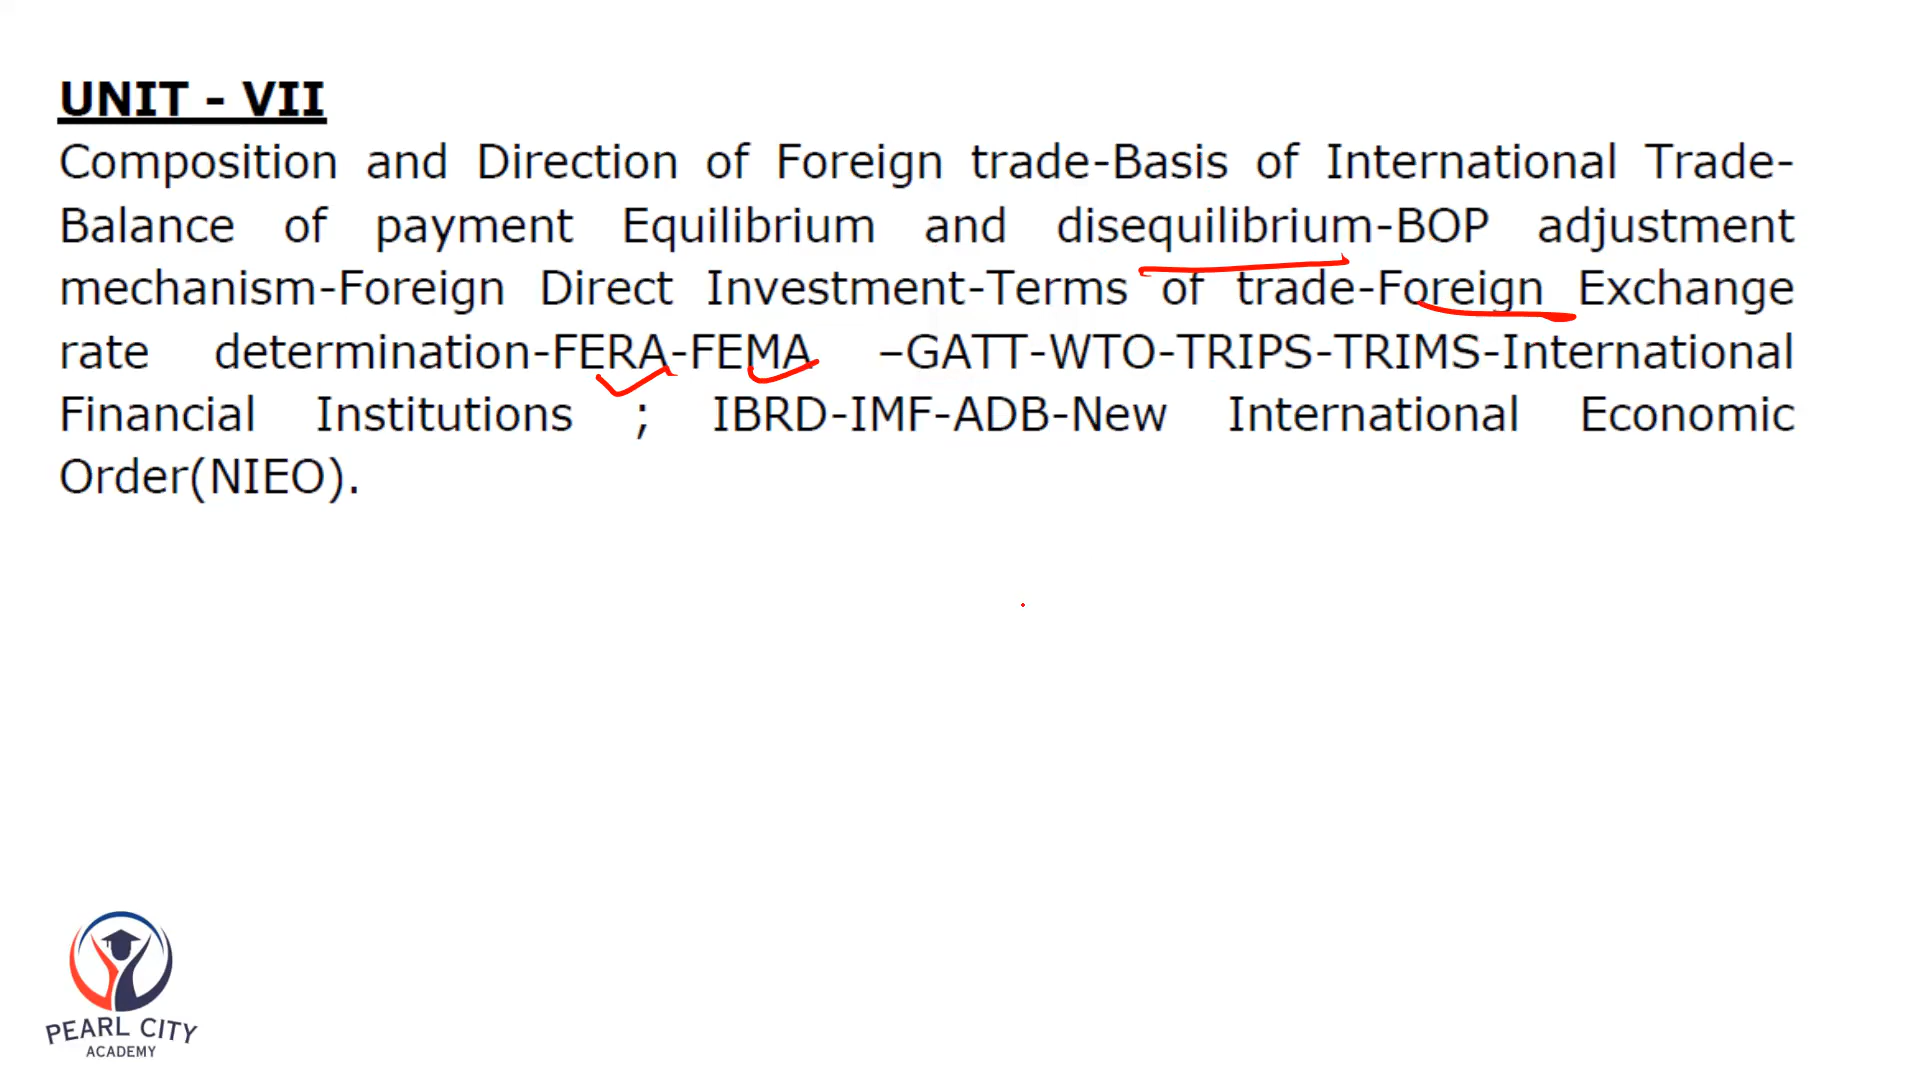 UNIT - VII
Composition and Direction of Foreign trade-Basis of International Trade-
Balance of payment Equilibrium and disequilibrium-BOP adjustment
mechanism-Foreign Direct Investment-Terms of trade-Foreign Exchange
rate determination-FERA-FEMA –GATT-WTO-TRIPS-TRIMS-International
Financial Institutions ; IBRD-IMF-ADB-New International Economic
Order(NIEO).
PEARL CITY
ACADEMY